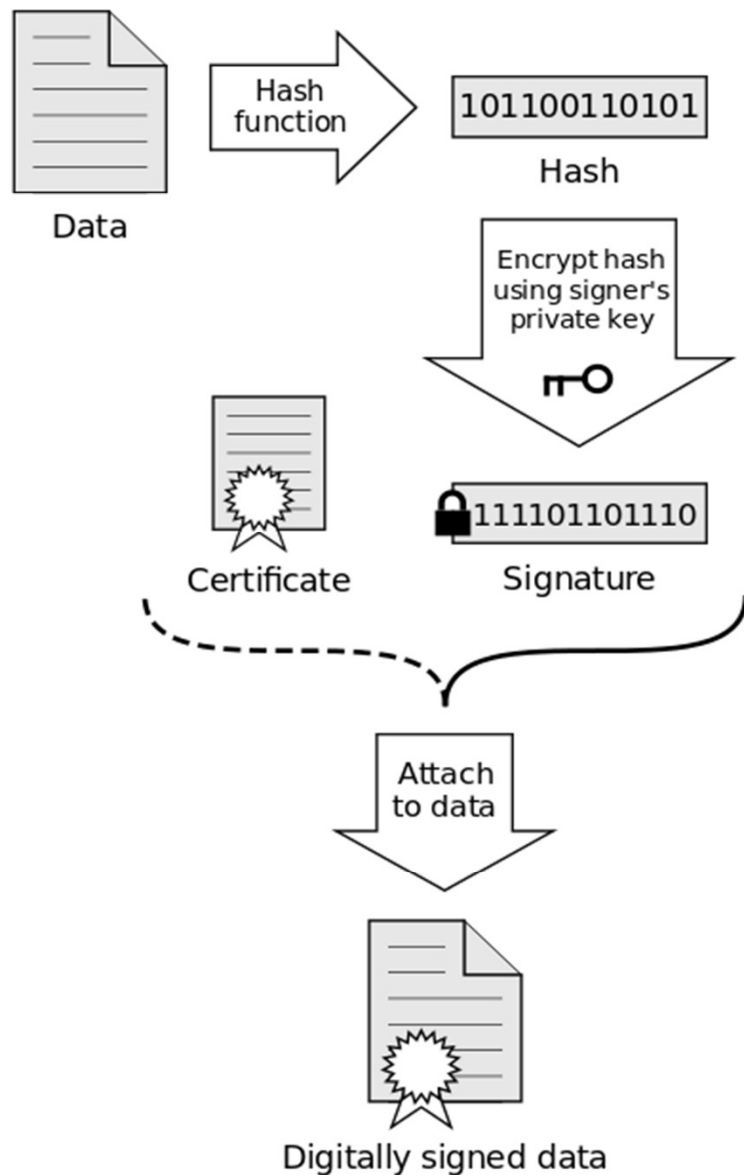 Hash
function
101100110101
Hash
Data
Encrypt hash
using signer's
private key
111101101110
Certificate
Signature
Attach
to data
Digitally signed data